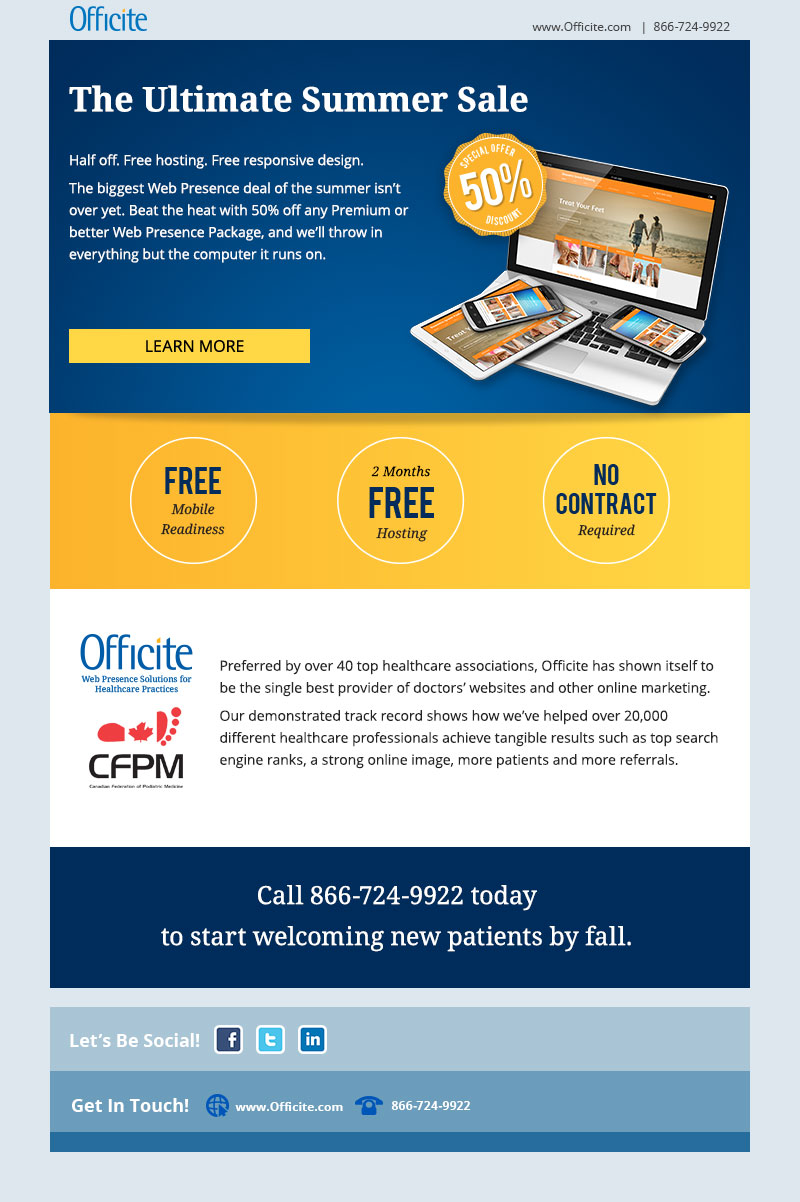 Officite
www.Officite.com | 866-724-9922
The Ultimate Summer Sale
Half off. Free hosting. Free responsive design.
The biggest Web Presence deal of the summer isn't
over yet. Beat the heat with 50% off any Premium or
better Web Presence Package, and we'll throw in
everything but the computer it runs on.
LEARN MORE
SPECIAL OFFER
50%
DISCOUNT
Treat Your Feet
FREE
Mobile
Readiness
2 Months
FREE
Hosting
NO
CONTRACT
Required
Officite
Web Presence Solutions for
Healthcare Practices
CFPM
Canadian Federation of Podiatric Medicine
Preferred by over 40 top healthcare associations, Officite has shown itself to
be the single best provider of doctors' websites and other online marketing.
Our demonstrated track record shows how we've helped over 20,000
different healthcare professionals achieve tangible results such as top search
engine ranks, a strong online image, more patients and more referrals.
Call 866-724-9922 today
to start welcoming new patients by fall.
Let's Be Social!
Get In Touch!
www.Officite.com
866-724-9922